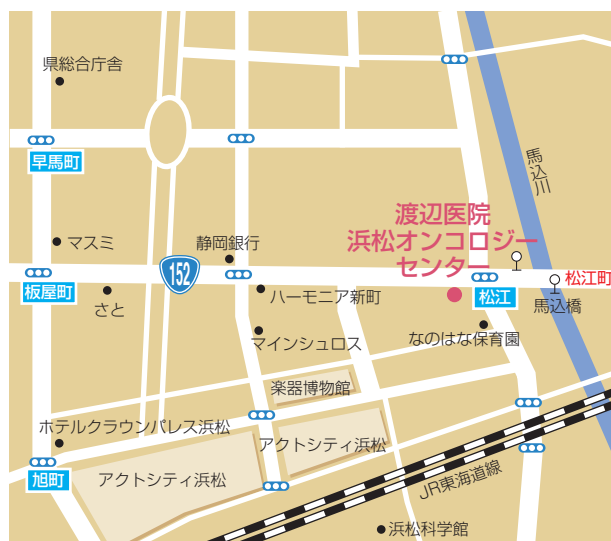 県総合庁舎
早馬町
馬込川
渡辺医院
浜松オンコロジー
センター
マスミ
静岡銀行
152
板屋町
さと
ハーモニア新町
松江
松江町
馬込橋
マインシュロス
なのはな保育園
楽器博物館
ホテルクラウンパレス浜松
アクトシティ浜松
アクトシティ浜松
旭町
JR東海道線
浜松科学館